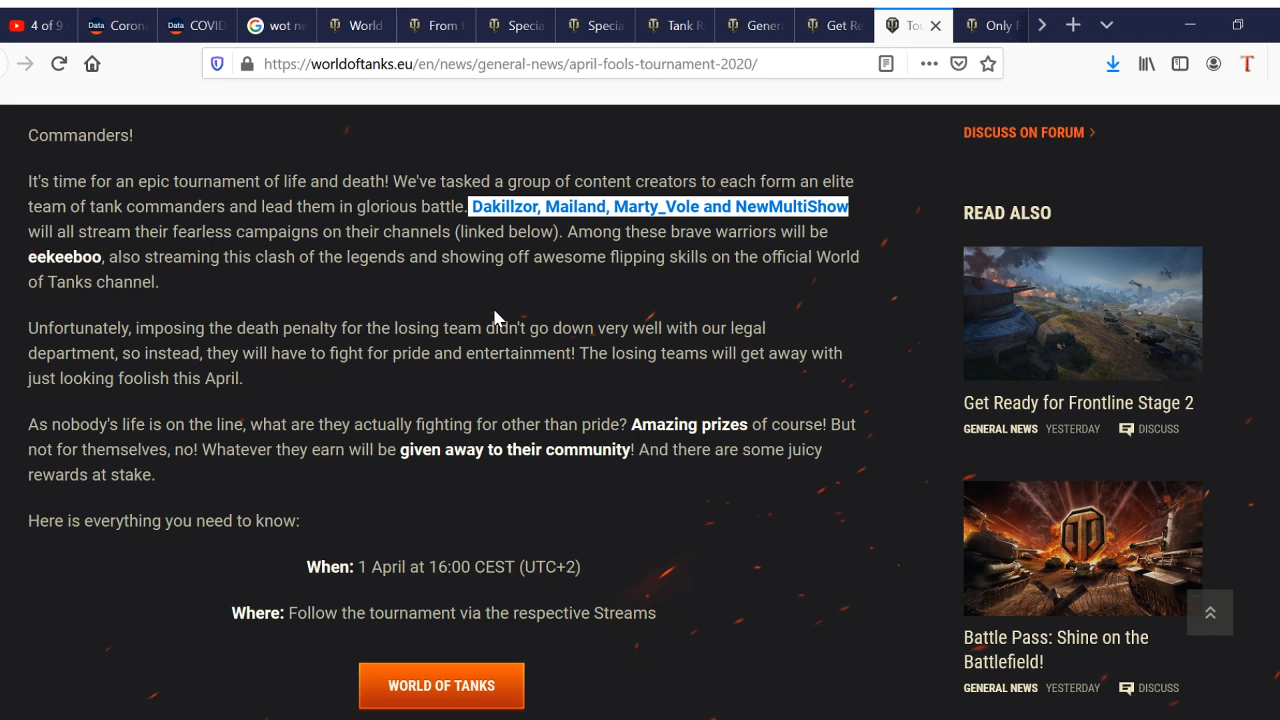 4 of 9
Data Coron
Data COVID
wot ne
World
From t
Specia
Specia
Tank R
Gener
Get Re
Tou
Only F
https://worldoftanks.eu/en/news/general-news/april-fools-tournament-2020/
T
Commanders!
It's time for an epic tournament of life and death! We've tasked a group of content creators to each form an elite
team of tank commanders and lead them in glorious battle. Dakillzor, Mailand, Marty_Vole and NewMultiShow
will all stream their fearless campaigns on their channels (linked below). Among these brave warriors will be
eekeeboo, also streaming this clash of the legends and showing off awesome flipping skills on the official World
of Tanks channel.
Unfortunately, imposing the death penalty for the losing team didn't go down very well with our legal
department, so instead, they will have to fight for pride and entertainment! The losing teams will get away with
just looking foolish this April.
As nobody's life is on the line, what are they actually fighting for other than pride? Amazing prizes of course! But
not for themselves, no! Whatever they earn will be given away to their community! And there are some juicy
rewards at stake.
Here is everything you need to know:
When: 1 April at 16:00 CEST (UTC+2)
Where: Follow the tournament via the respective Streams
WORLD OF TANKS
DISCUSS ON FORUM
READ ALSO
Get Ready for Frontline Stage 2
GENERAL NEWS YESTERDAY DISCUSS
Battle Pass: Shine on the
Battlefield!
GENERAL NEWS YESTERDAY DISCUSS